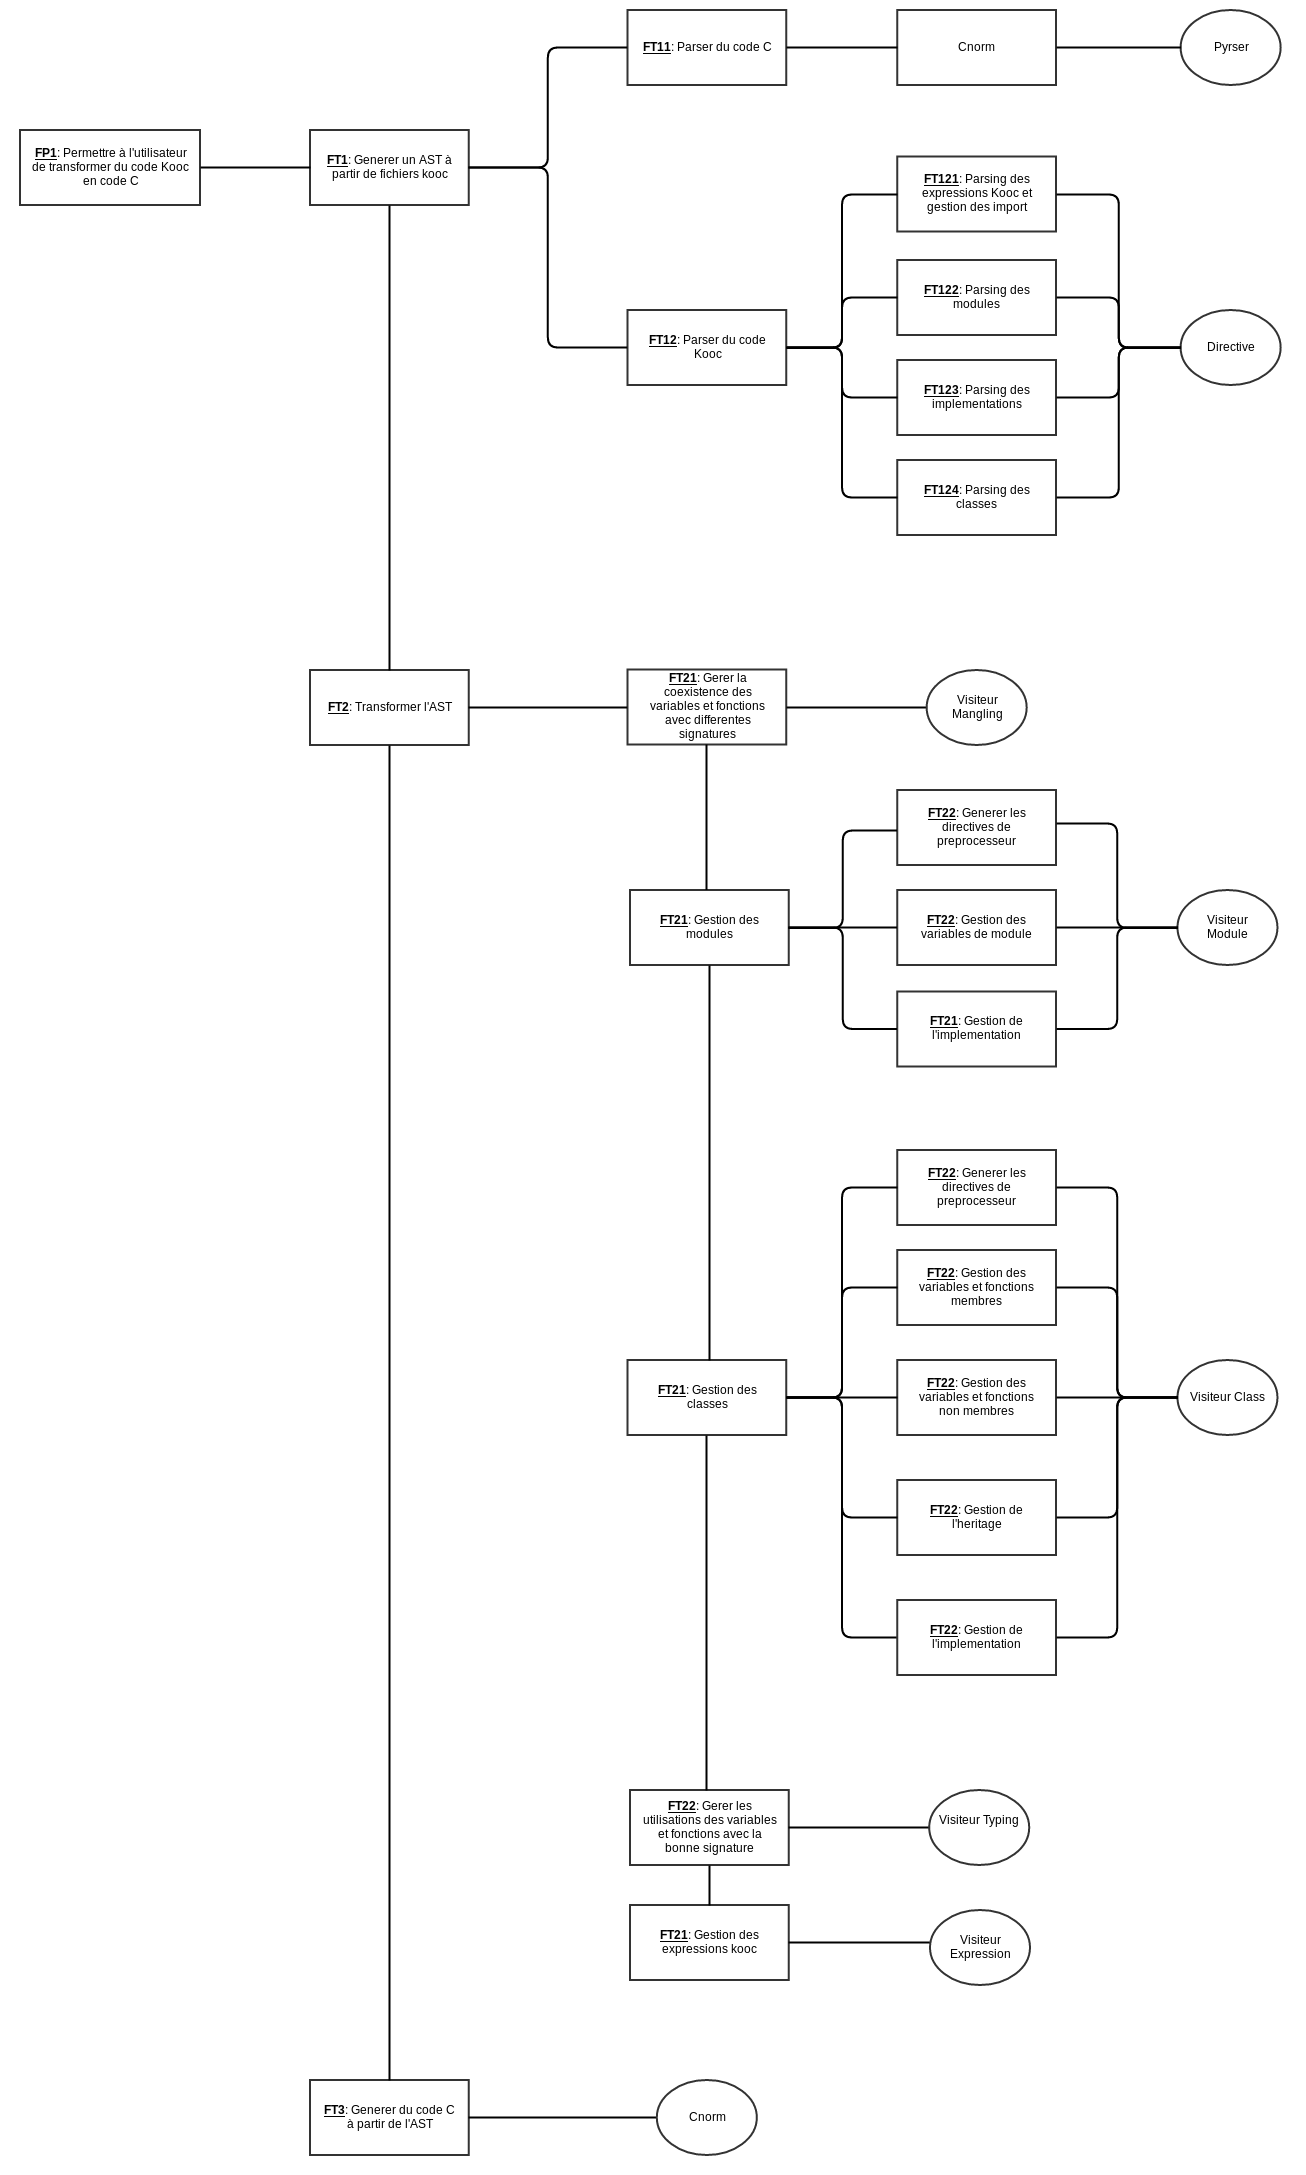 FT11: Parser du code C
Cnorm
Pyrser
FP1: Permettre à l'utilisateur
de transformer du code Kooc
en code C
FT1: Generer un AST à
partir de fichiers kooc
FT121: Parsing des
expressions Kooc et
gestion des import
FT122: Parsing des
modules
FT12: Parser du code
Kooc
Directive
FT123: Parsing des
implementations
FT124: Parsing des
classes
FT2: Transformer l'AST
FT21: Gerer la
coexistence des
variables et fonctions
avec differentes
signatures
Visiteur
Mangling
FT22: Generer les
directives de
preprocesseur
FT21: Gestion des
modules
FT22: Gestion des
variables de module
Visiteur
Module
FT21: Gestion de
l'implementation
FT22: Generer les
directives de
preprocesseur
FT22: Gestion des
variables et fonctions
membres
FT21: Gestion des
classes
FT22: Gestion des
variables et fonctions
non membres
Visiteur Class
FT22: Gestion de
l'heritage
FT22: Gestion de
l'implementation
FT22: Gerer les
utilisations des variables
et fonctions avec la
bonne signature
Visiteur Typing
FT21: Gestion des
expressions kooc
Visiteur
Expression
FT3: Generer du code C
à partir de l'AST
Cnorm